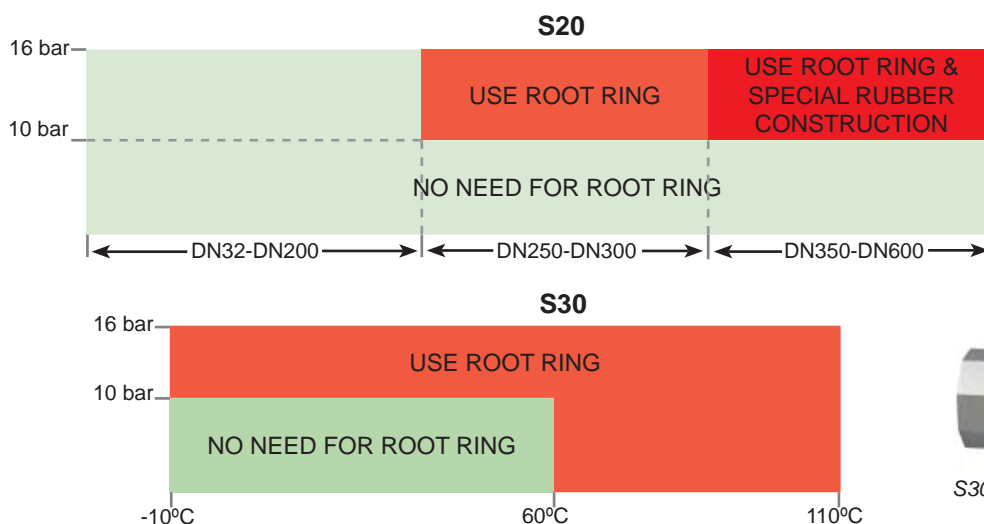 S20
16 bar
USE ROOT RING
USE ROOT RING &
SPECIAL RUBBER
CONSTRUCTION
10 bar
NO NEED FOR ROOT RING
DN32-DN200
DN250-DN300
DN350-DN600
S30
16 bar
USE ROOT RING
10 bar
NO NEED FOR ROOT RING
S30
-10ºC
60ºC
110ºC